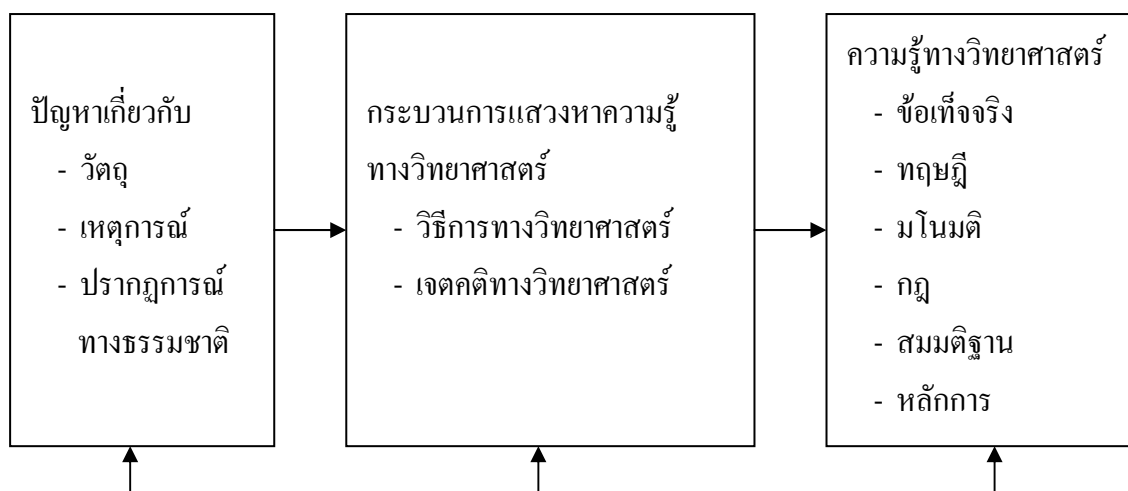 ปัญหาเกี่ยวกับ
- วัตถุ
- เหตุการณ์
- ปรากฏการณ์
ทางธรรมชาติ
กระบวนการแสวงหาความรู้
ทางวิทยาศาสตร์
- วิธีการทางวิทยาศาสตร์
- เจตคติทางวิทยาศาสตร์
ความรู้ทางวิทยาศาสตร์
- ข้อเท็จจริง
- ทฤษฎี
- มโนมติ
- กฎ
- สมมติฐาน
- หลักการ